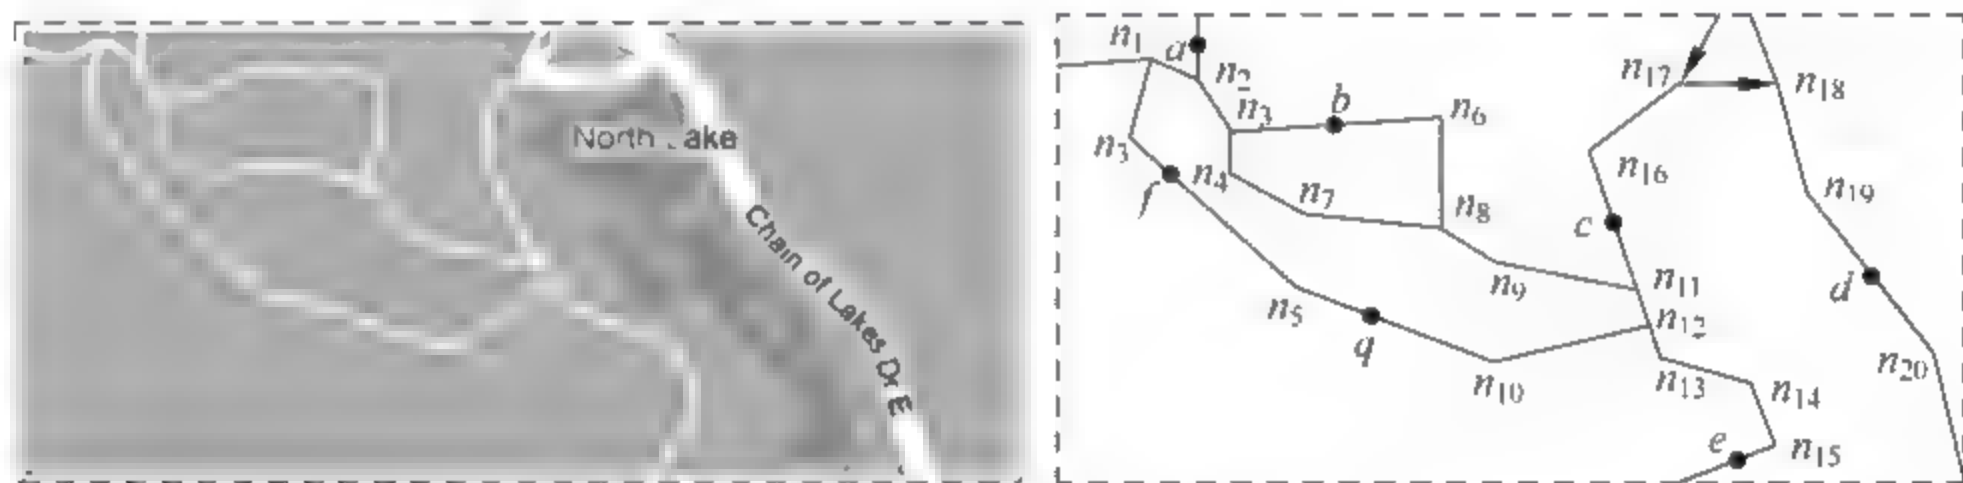 North Lake
Chain of Lakes Dr E
n1 a
n2
n3 b n6
n3
f n4 n7 n8
n5 q n9
n10
n17 n18
n16
c n19
n11 d
n12
n13 n14 n20
e n15